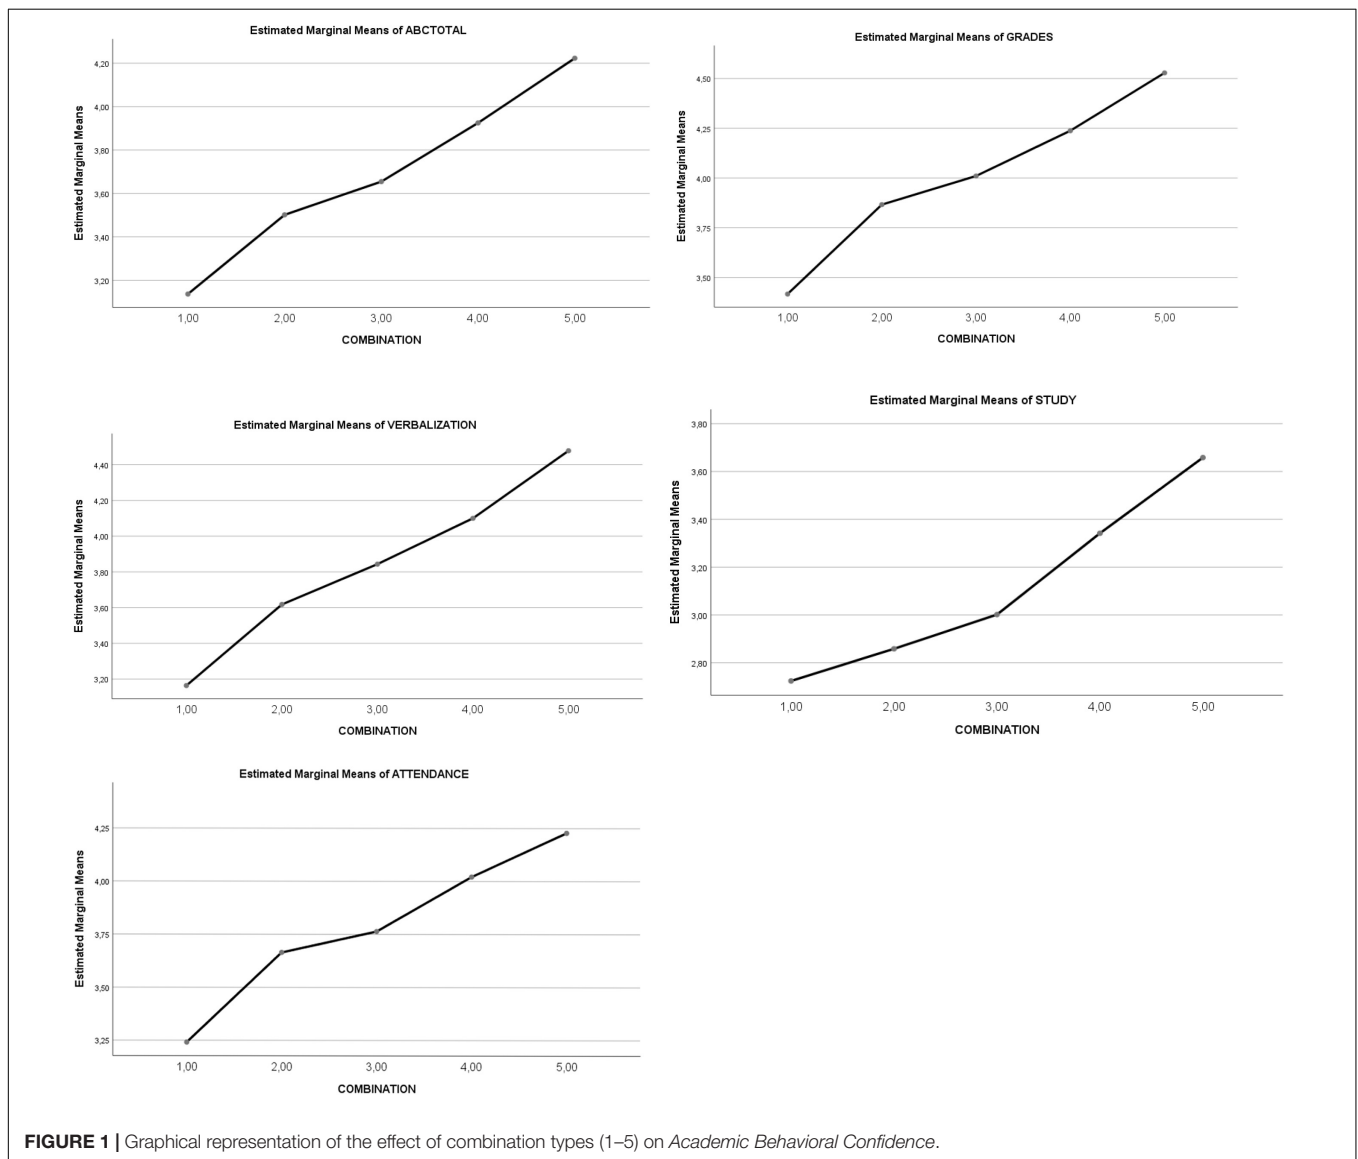 Estimated Marginal Means of ABCTOTAL
Estimated Marginal Means
4,20
4,00
3,80
3,60
3,40
3,20
1,00 2,00 3,00 4,00 5,00
COMBINATION
Estimated Marginal Means of GRADES
Estimated Marginal Means
4,50
4,25
4,00
3,75
3,50
1,00 2,00 3,00 4,00 5,00
COMBINATION
Estimated Marginal Means of VERBALIZATION
Estimated Marginal Means
4,40
4,20
4,00
3,80
3,60
3,40
3,20
1,00 2,00 3,00 4,00 5,00
COMBINATION
Estimated Marginal Means of STUDY
Estimated Marginal Means
3,80
3,60
3,40
3,20
3,00
2,80
1,00 2,00 3,00 4,00 5,00
COMBINATION
Estimated Marginal Means of ATTENDANCE
Estimated Marginal Means
4,25
4,00
3,75
3,50
3,25
1,00 2,00 3,00 4,00 5,00
COMBINATION
FIGURE 1 | Graphical representation of the effect of combination types (1–5) on Academic Behavioral Confidence.